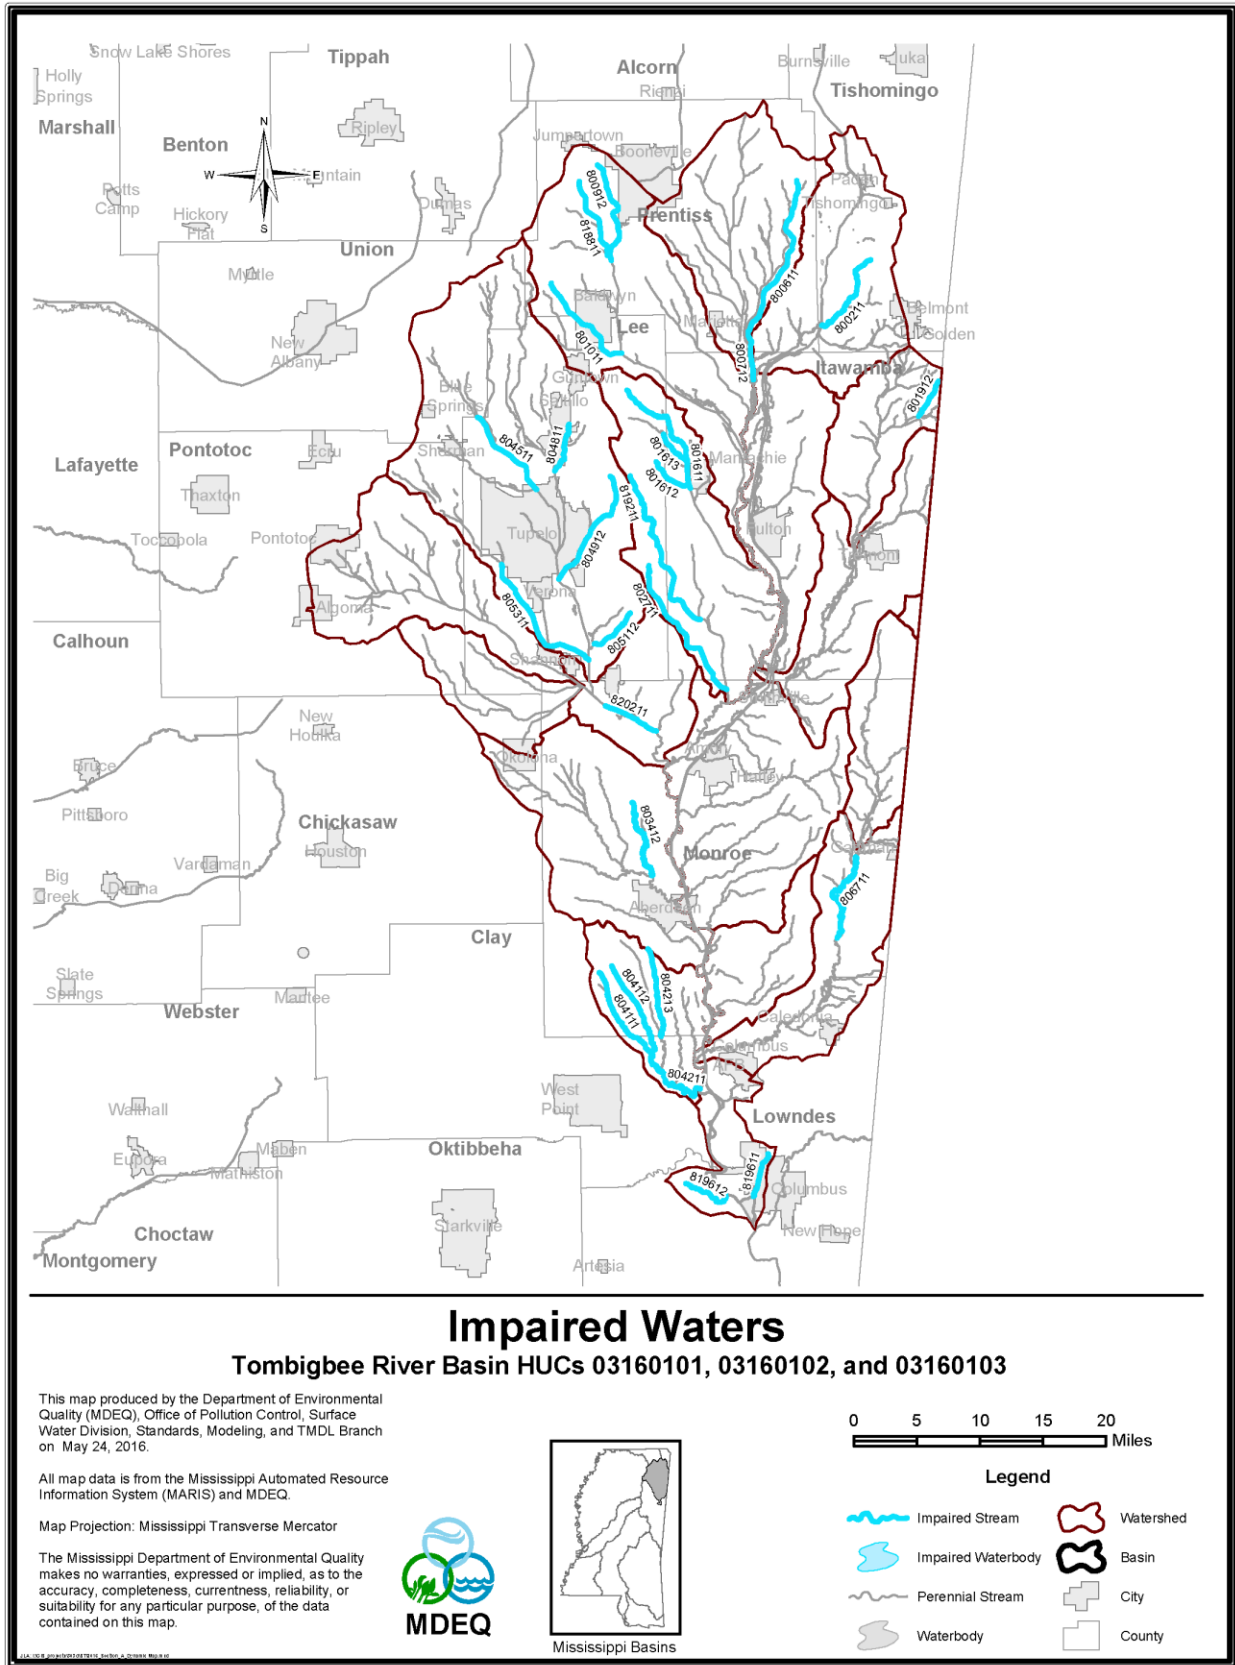 Snow Lake Shores
Tippah
Alcorn
Burnsville
Iuka
Holly
Springs
Rienzi
Tishomingo
Marshall
Ripley
Jumpertown
Benton
N
Booneville
W
E
S
Potts
Camp
Dumas
Paden
Tishomingo
Hickory
Flat
800912
Prentiss
818811
Union
Myrtle
800611
Baldwyn
Belmont
800211
Golden
Lee
Marietta
New
Albany
801011
800712
Itawamba
Guntown
801912
Blue
Springs
Saltillo
804511
804811
801613
801611
Mantachie
Sherman
Lafayette
Pontotoc
Ecru
801612
Thaxton
819211
Toccopola
Pontotoc
Tupelo
Fulton
804912
Tremont
Verona
805311
802711
Algoma
805112
Calhoun
Shannon
820211
Smithville
New
Houlka
Okolona
Amory
Hatley
Bruce
Pittsboro
Chickasaw
Houston
803412
Monroe
Gattman
Vardaman
Big
Creek
Derma
806711
Aberdeen
Clay
Slate
Springs
804112
804213
804111
Mantee
Webster
Caledonia
Columbus
AFB
804211
West
Point
Walthall
Lowndes
Eupora
Maben
Mathiston
Oktibbeha
819611
819612
Columbus
Choctaw
Starkville
New Hope
Montgomery
Artesia
Impaired Waters
Tombigbee River Basin HUCs 03160101, 03160102, and 03160103
This map produced by the Department of Environmental
Quality (MDEQ), Office of Pollution Control, Surface
Water Division, Standards, Modeling, and TMDL Branch
on May 24, 2016.
All map data is from the Mississippi Automated Resource
Information System (MARIS) and MDEQ.
Map Projection: Mississippi Transverse Mercator
The Mississippi Department of Environmental Quality
makes no warranties, expressed or implied, as to the
accuracy, completeness, currentness, reliability, or
suitability for any particular purpose, of the data
contained on this map.
MDEQ
Mississippi Basins
0 5 10 15 20
Miles
Legend
Impaired Stream
Watershed
Impaired Waterbody
Basin
Perennial Stream
City
Waterbody
County